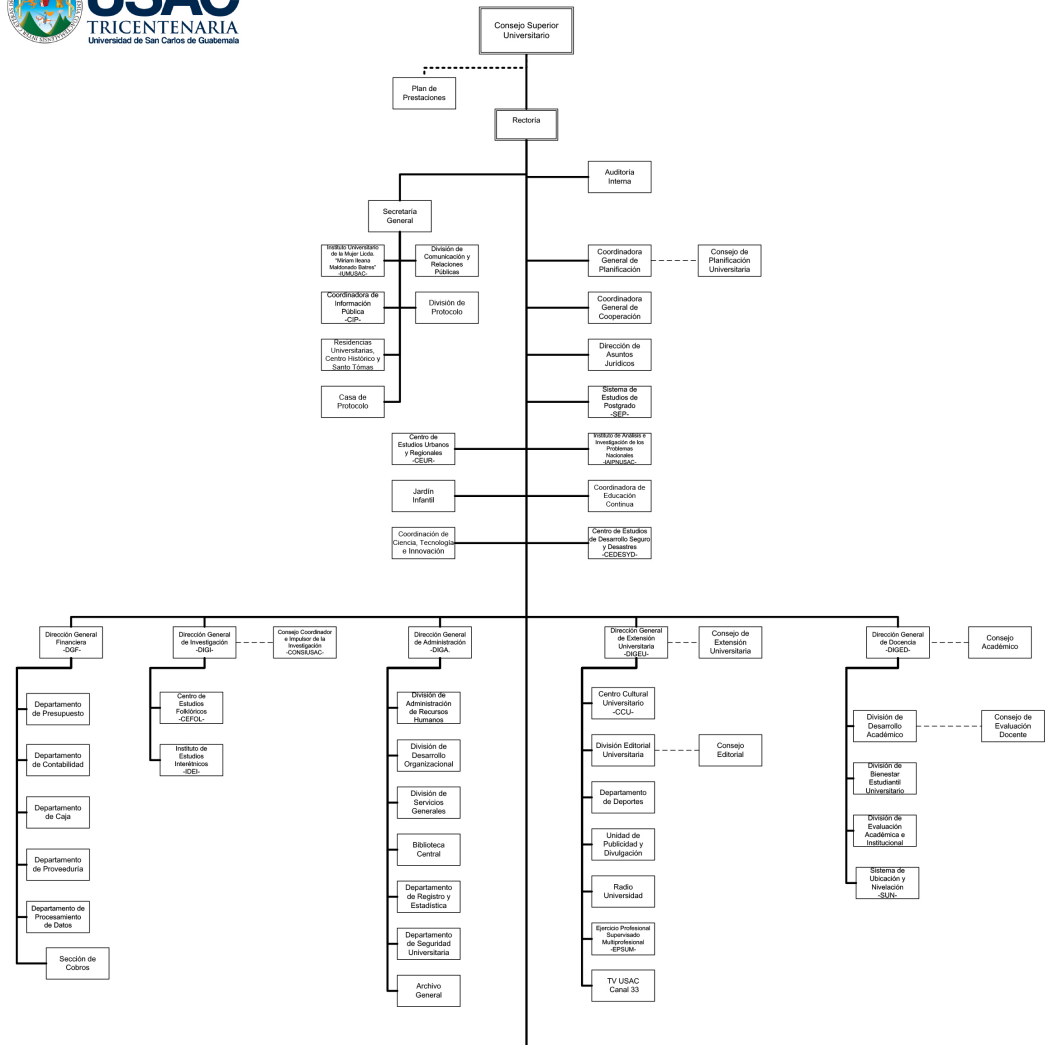 USAC
TRICENTENARIA
Universidad de San Carlos de Guatemala
Consejo Superior
Universitario
Plan de
Prestaciones
Rectoría
Auditoría
Interna
Secretaría
General
Instituto Universitario
de la Mujer Licda.
"Miriam Ileana
Maldonado Batres"
-IUMUSAC-
División de
Comunicación y
Relaciones
Públicas
Coordinadora
General de
Planificación
Consejo de
Planificación
Universitaria
Coordinadora de
Información
Pública
-CIP-
División de
Protocolo
Coordinadora
General de
Cooperación
Residencias
Universitarias,
Centro Histórico y
Santo Tómas
Dirección de
Asuntos
Jurídicos
Casa de
Protocolo
Sistema de
Estudios de
Postgrado
-SEP-
Centro de
Estudios Urbanos
y Regionales
-CEUR-
Instituto de Análisis e
Investigación de los
Problemas
Nacionales
-IAIPNUSAC-
Jardín
Infantil
Coordinadora de
Educación
Continua
Coordinación de
Ciencia, Tecnología
e Innovación
Centro de Estudios
de Desarrollo Seguro
y Desastres
-CEDESYD-
Dirección General
Financiera
-DGF-
Dirección General
de Investigación
-DIGI-
Consejo Coordinador
e Impulsor de la
Investigación
-CONSIUSAC-
Dirección General
de Administración
-DIGA.
Dirección General
de Extensión
Universitaria
-DIGEU-
Consejo de
Extensión
Universitaria
Dirección General
de Docencia
-DIGED-
Consejo
Académico
Departamento
de Presupuesto
Departamento
de Contabilidad
Departamento
de Caja
Departamento
de Proveeduría
Departamento de
Procesamiento
de Datos
Sección de
Cobros
Centro de
Estudios
Folklóricos
-CEFOL-
Instituto de
Estudios
Interétnicos
-IDEI-
División de
Administración
de Recursos
Humanos
División de
Desarrollo
Organizacional
División de
Servicios
Generales
Biblioteca
Central
Departamento
de Registro y
Estadística
Departamento
de Seguridad
Universitaria
Archivo
General
Centro Cultural
Universitario
-CCU-
División Editorial
Universitaria
Consejo
Editorial
Departamento
de Deportes
Unidad de
Publicidad y
Divulgación
Radio
Universidad
Ejercicio Profesional
Supervisado
Multiprofesional
-EPSUM-
TV USAC
Canal 33
División de
Desarrollo
Académico
Consejo de
Evaluación
Docente
División de
Bienestar
Estudiantil
Universitario
División de
Evaluación
Académica e
Institucional
Sistema de
Ubicación y
Nivelación
-SUN-